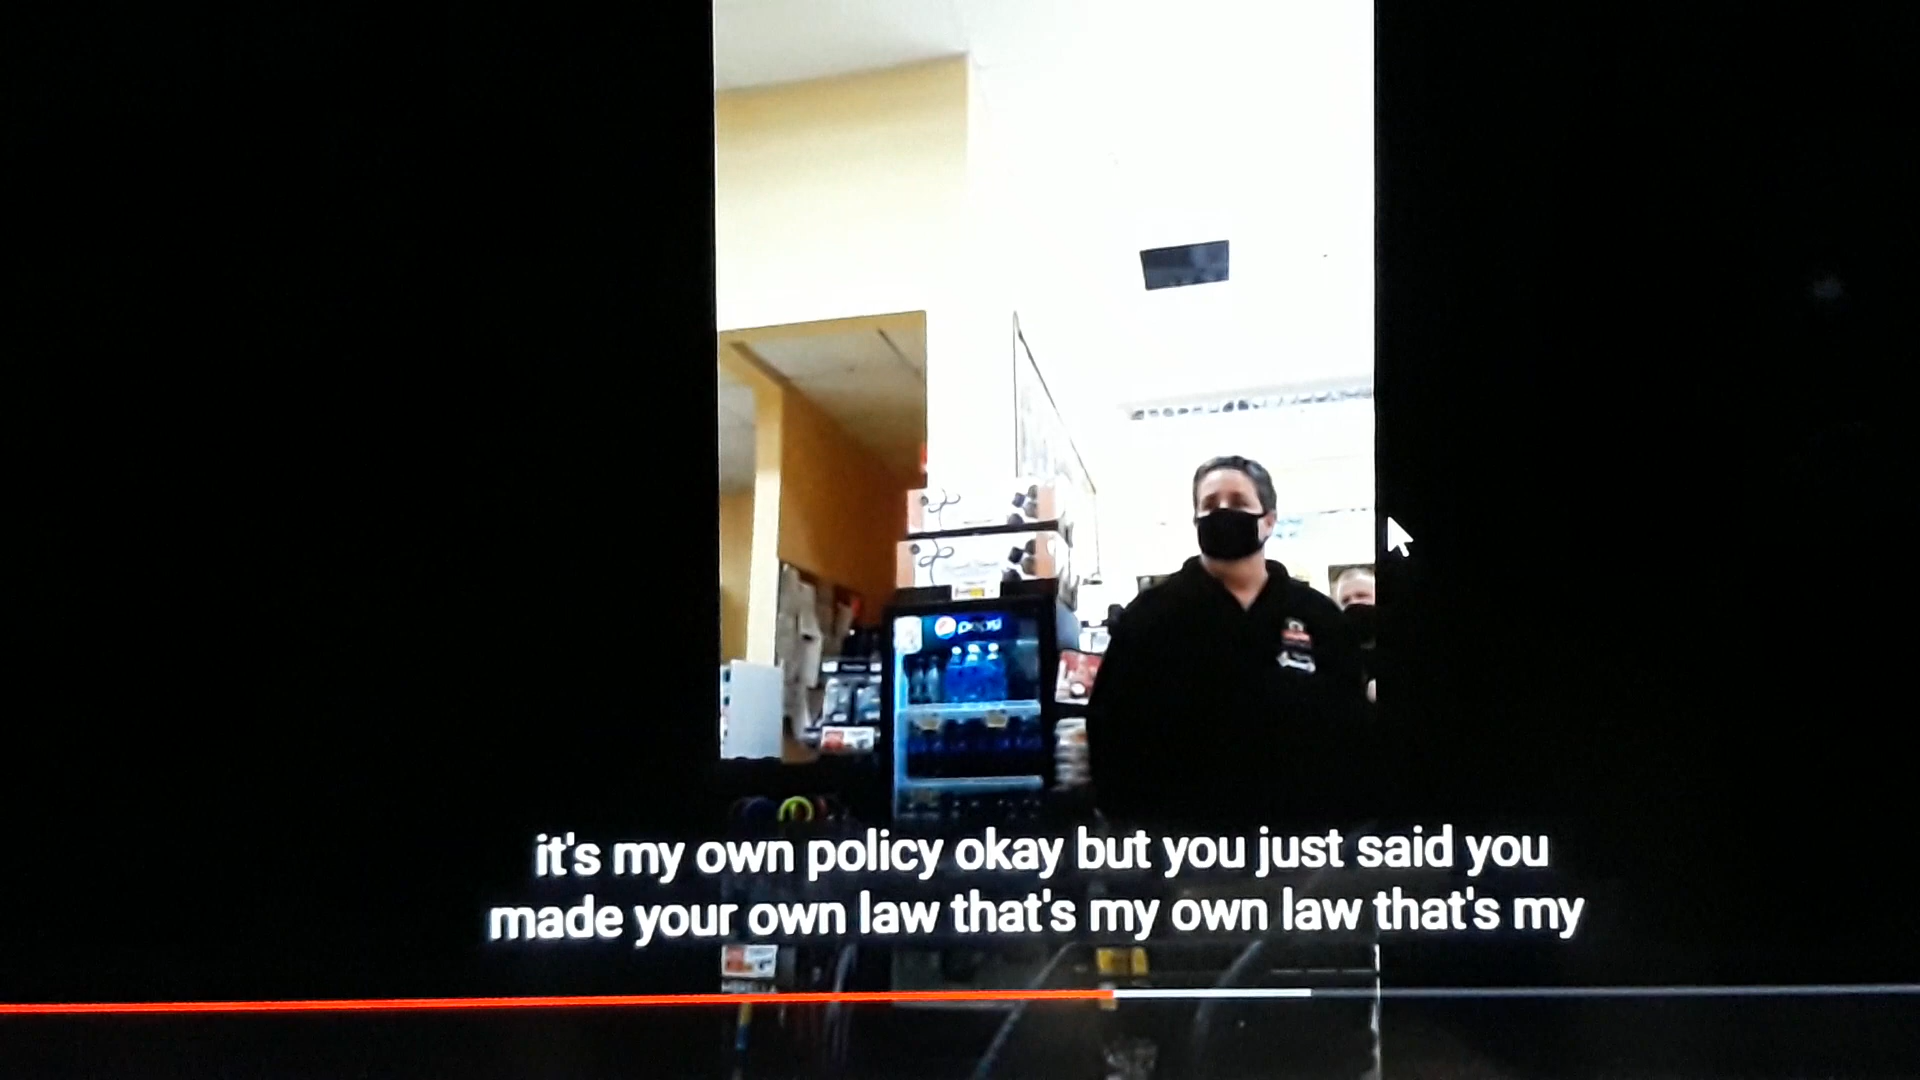 pepsi
it's my own policy okay but you just said you
made your own law that's my own law that's my